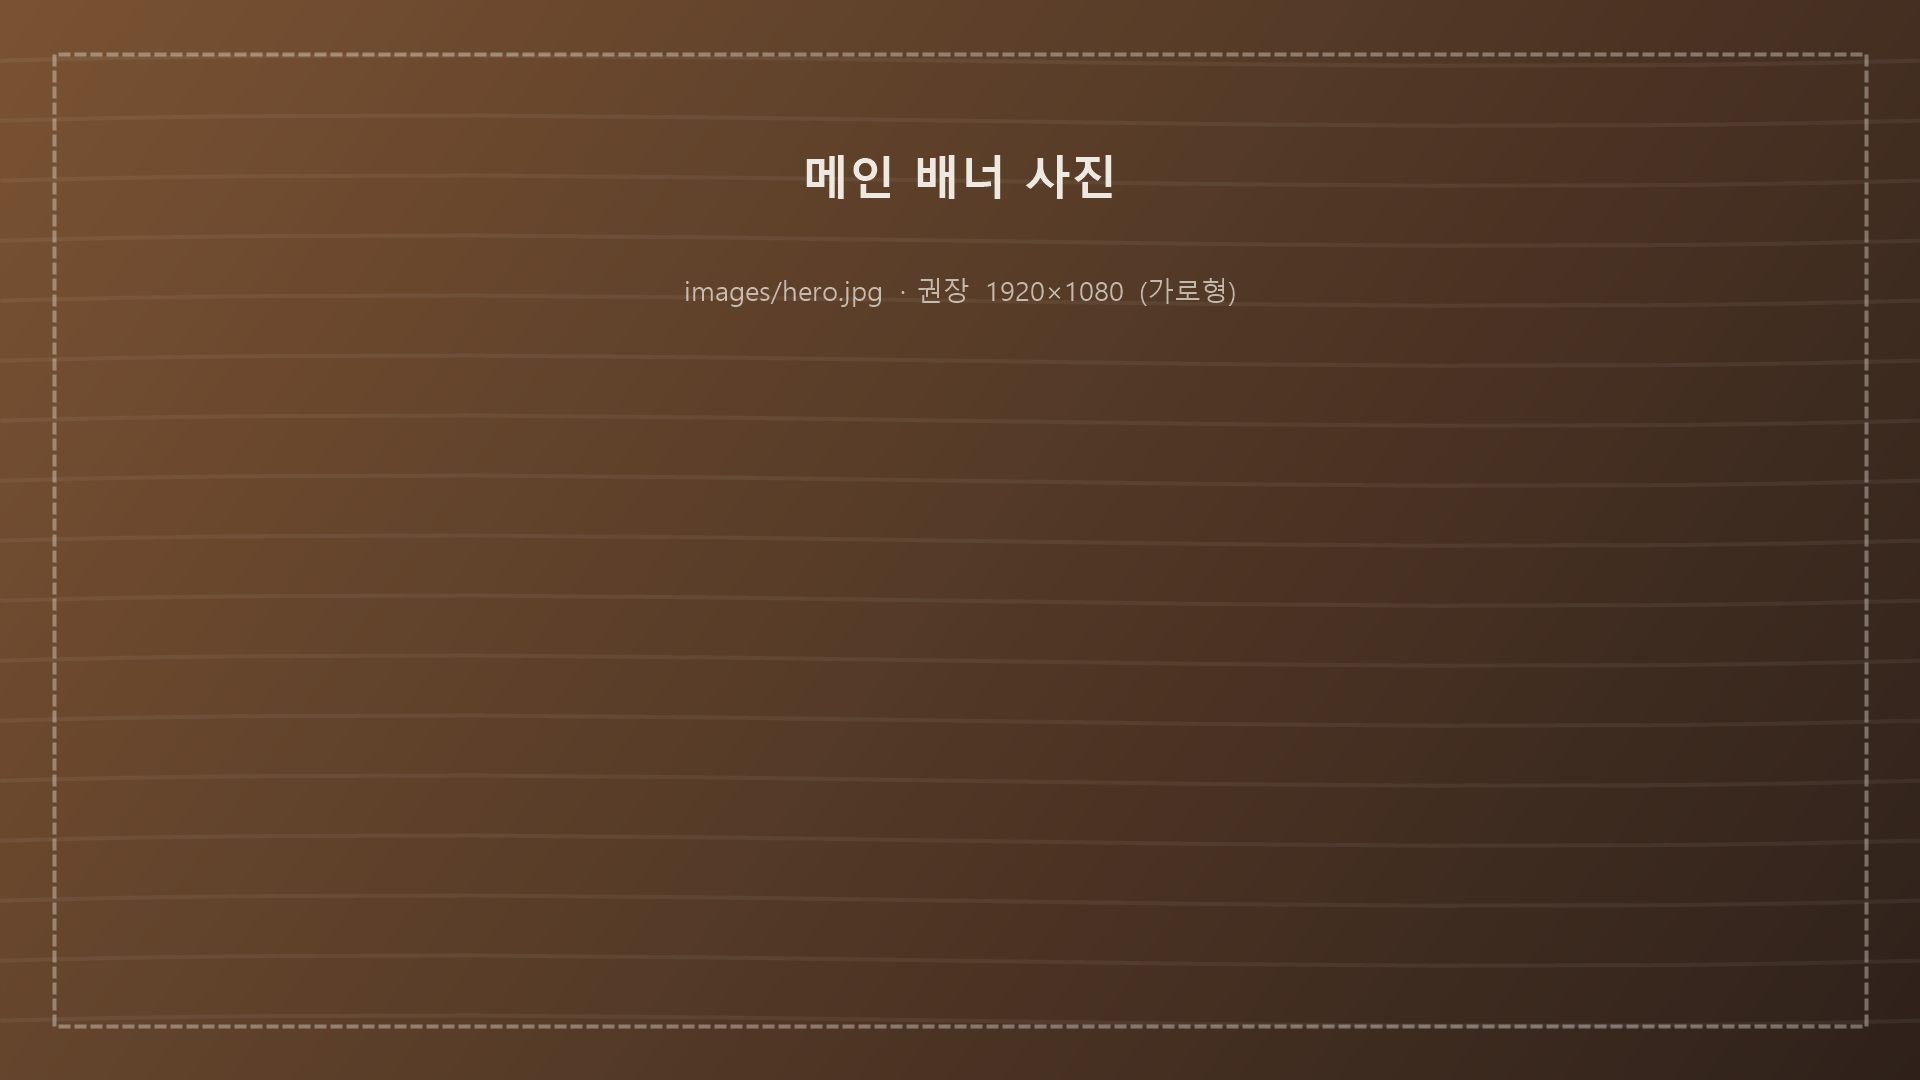 메인 배너 사진
images/hero.jpg · 권장 1920×1080 (가로형)